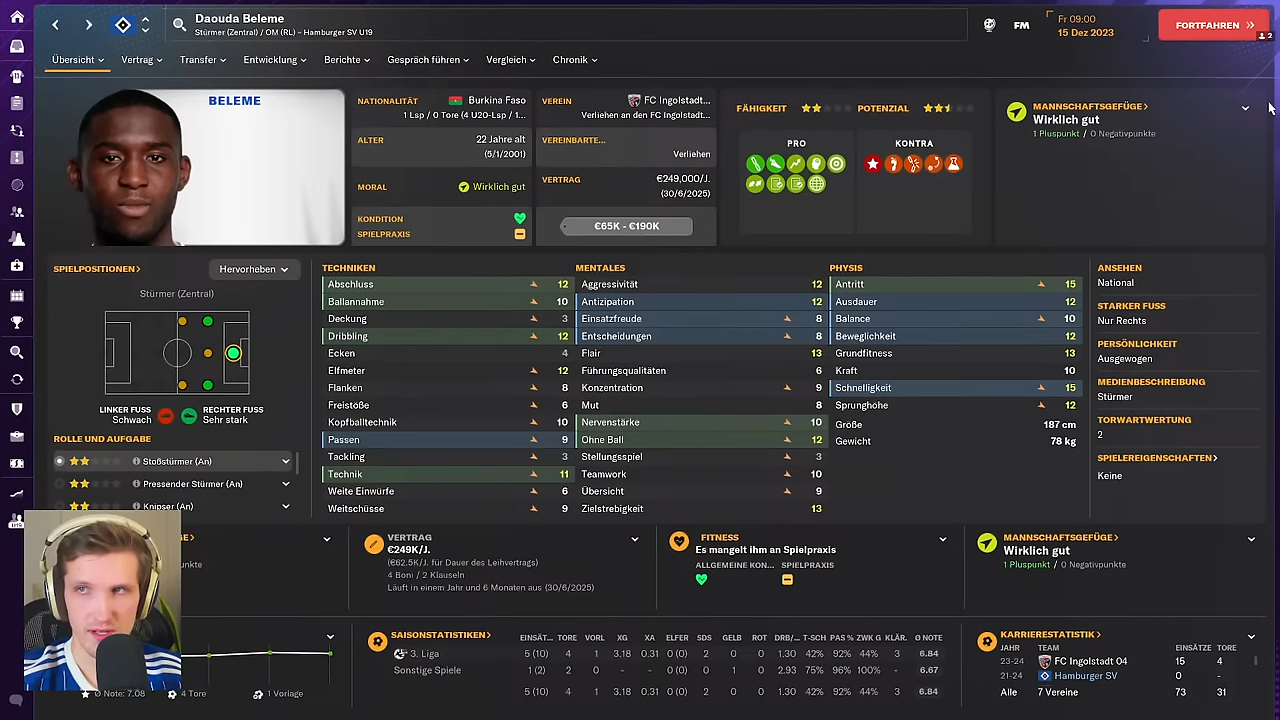 Daouda Beleme
Stürmer (Zentral) / OM (RL) – Hamburger SV U19
FM
Fr 09:00
15 Dez 2023
FORTFAHREN
2
Übersicht
Vertrag
Transfer
Entwicklung
Berichte
Gespräch führen
Vergleich
Chronik
BELEME
NATIONALITÄT
Burkina Faso
1 Lsp / 0 Tore (4 U20-Lsp / 1...
ALTER
22 Jahre alt
(5/1/2001)
MORAL
Wirklich gut
KONDITION
SPIELPRAXIS
VEREIN
FC Ingolstadt...
Verliehen an den FC Ingolstadt...
VEREINBARTE...
Verliehen
VERTRAG
€249,000/J.
(30/6/2025)
€65K - €190K
FÄHIGKEIT
POTENZIAL
PRO
KONTRA
MANNSCHAFTSGEFÜGE
Wirklich gut
1 Pluspunkt / 0 Negativpunkte
SPIELPOSITIONEN
Hervorheben
Stürmer (Zentral)
LINKER FUSS
Schwach
RECHTER FUSS
Sehr stark
ROLLE UND AUFGABE
Stoßstürmer (An)
Pressender Stürmer (An)
Knipser (An)
TECHNIKEN
Abschluss 12
Ballannahme 10
Deckung 3
Dribbling 12
Ecken 4
Elfmeter 12
Flanken 8
Freistöße 6
Kopfballtechnik 10
Passen 9
Tackling 3
Technik 11
Weite Einwürfe 6
Weitschüsse 9
MENTALES
Aggressivität 12
Antizipation 12
Einsatzfreude 8
Entscheidungen 8
Flair 13
Führungsqualitäten 6
Konzentration 9
Mut 8
Nervenstärke 10
Ohne Ball 12
Stellungsspiel 3
Teamwork 10
Übersicht 9
Zielstrebigkeit 13
PHYSIS
Antritt 15
Ausdauer 12
Balance 10
Beweglichkeit 12
Grundfitness 13
Kraft 10
Schnelligkeit 15
Sprunghöhe 12
Größe 187 cm
Gewicht 78 kg
ANSEHEN
National
STARKER FUSS
Nur Rechts
PERSÖNLICHKEIT
Ausgewogen
MEDIENBESCHREIBUNG
Stürmer
TORWARTWERTUNG
2
SPIELEREIGENSCHAFTEN
Keine
VERTRAG
€249K/J.
(€62.5K/J. für Dauer des Leihvertrags)
4 Boni / 2 Klauseln
Läuft in einem Jahr und 6 Monaten aus (30/6/2025)
FITNESS
Es mangelt ihm an Spielpraxis
ALLGEMEINE KON... SPIELPRAXIS
MANNSCHAFTSGEFÜGE
Wirklich gut
1 Pluspunkt / 0 Negativpunkte
Ø Note: 7.08
4 Tore
1 Vorlage
SAISONSTATISTIKEN
EINSÄT... TORE VORL XG XA ELFER SDS GELB ROT DRB/... T-SCH PAS % ZWK G KLÄR. Ø NOTE
3. Liga 5 (10) 4 1 3.18 0.31 0 (0) 2 0 0 1.30 42% 92% 44% 3 6.84
Sonstige Spiele 1 (2) 2 0 - - 0 (0) 0 1 0 2.93 75% 96% 100% - 6.67
5 (10) 4 1 3.18 0.31 0 (0) 2 0 0 1.30 42% 92% 44% 3 6.84
KARRIERESTATISTIK
JAHR TEAM EINSÄTZE TORE
23-24 FC Ingolstadt 04 15 4
21-24 Hamburger SV 0 -
Alle 7 Vereine 73 31